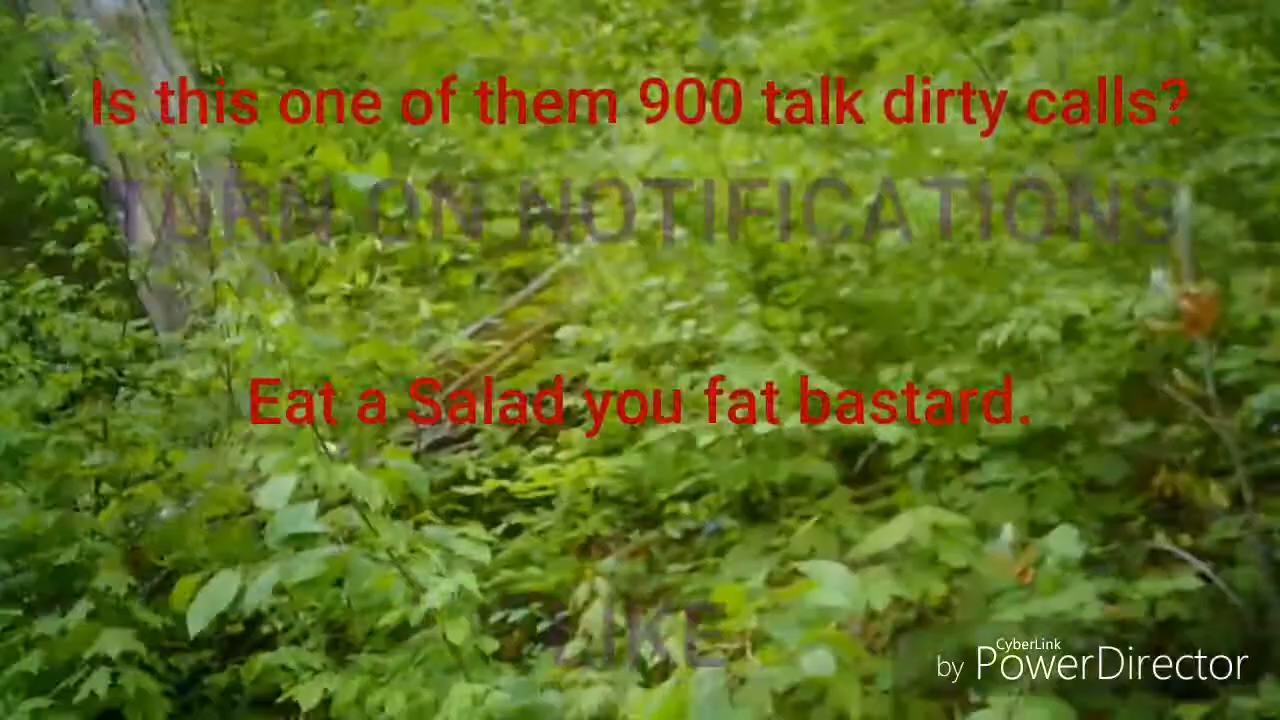 Is this one of them 900 talk dirty calls?
TURN ON NOTIFICATIONS
Eat a Salad you fat bastard.
LIKE
CyberLink
by PowerDirector